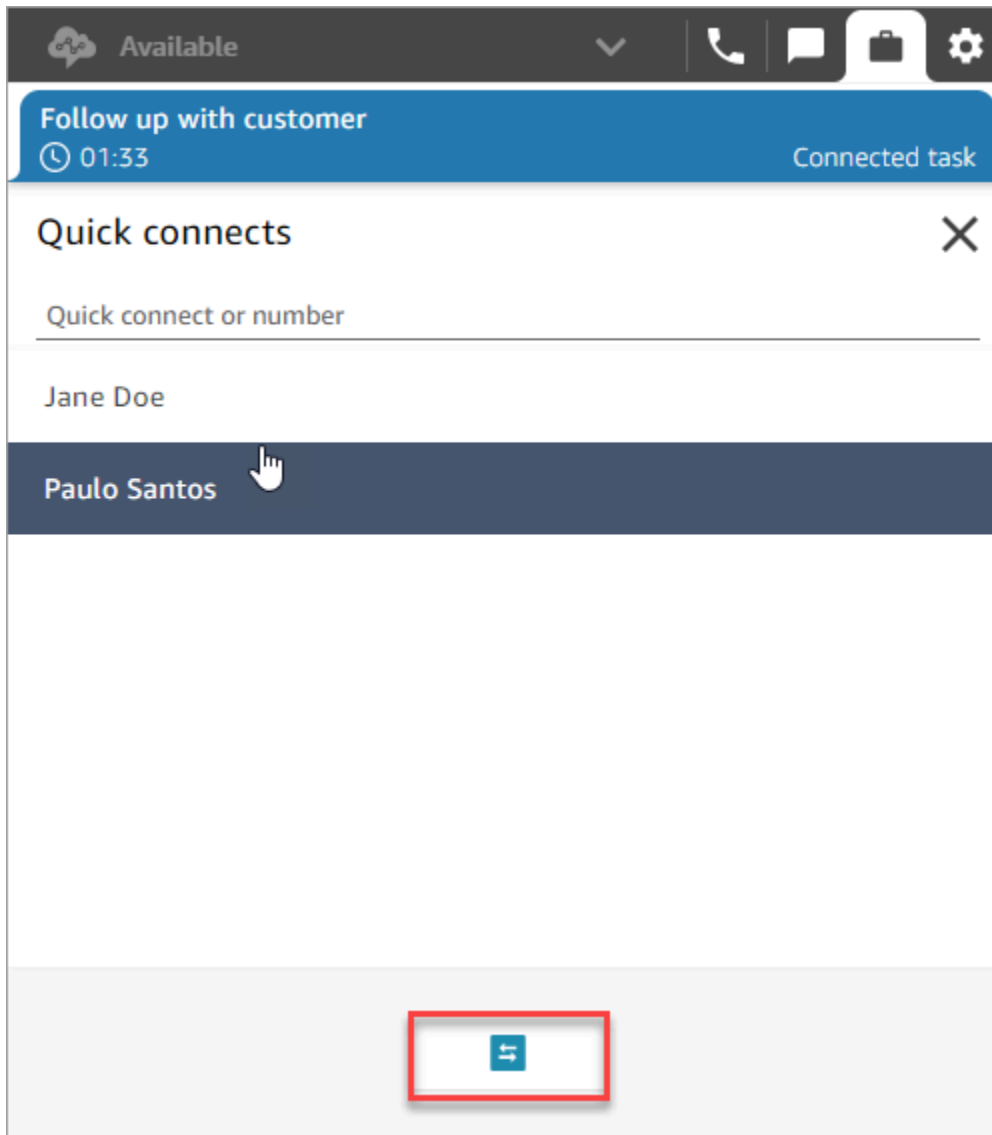 Available
Follow up with customer
01:33 Connected task
Quick connects
Quick connect or number
Jane Doe
Paulo Santos